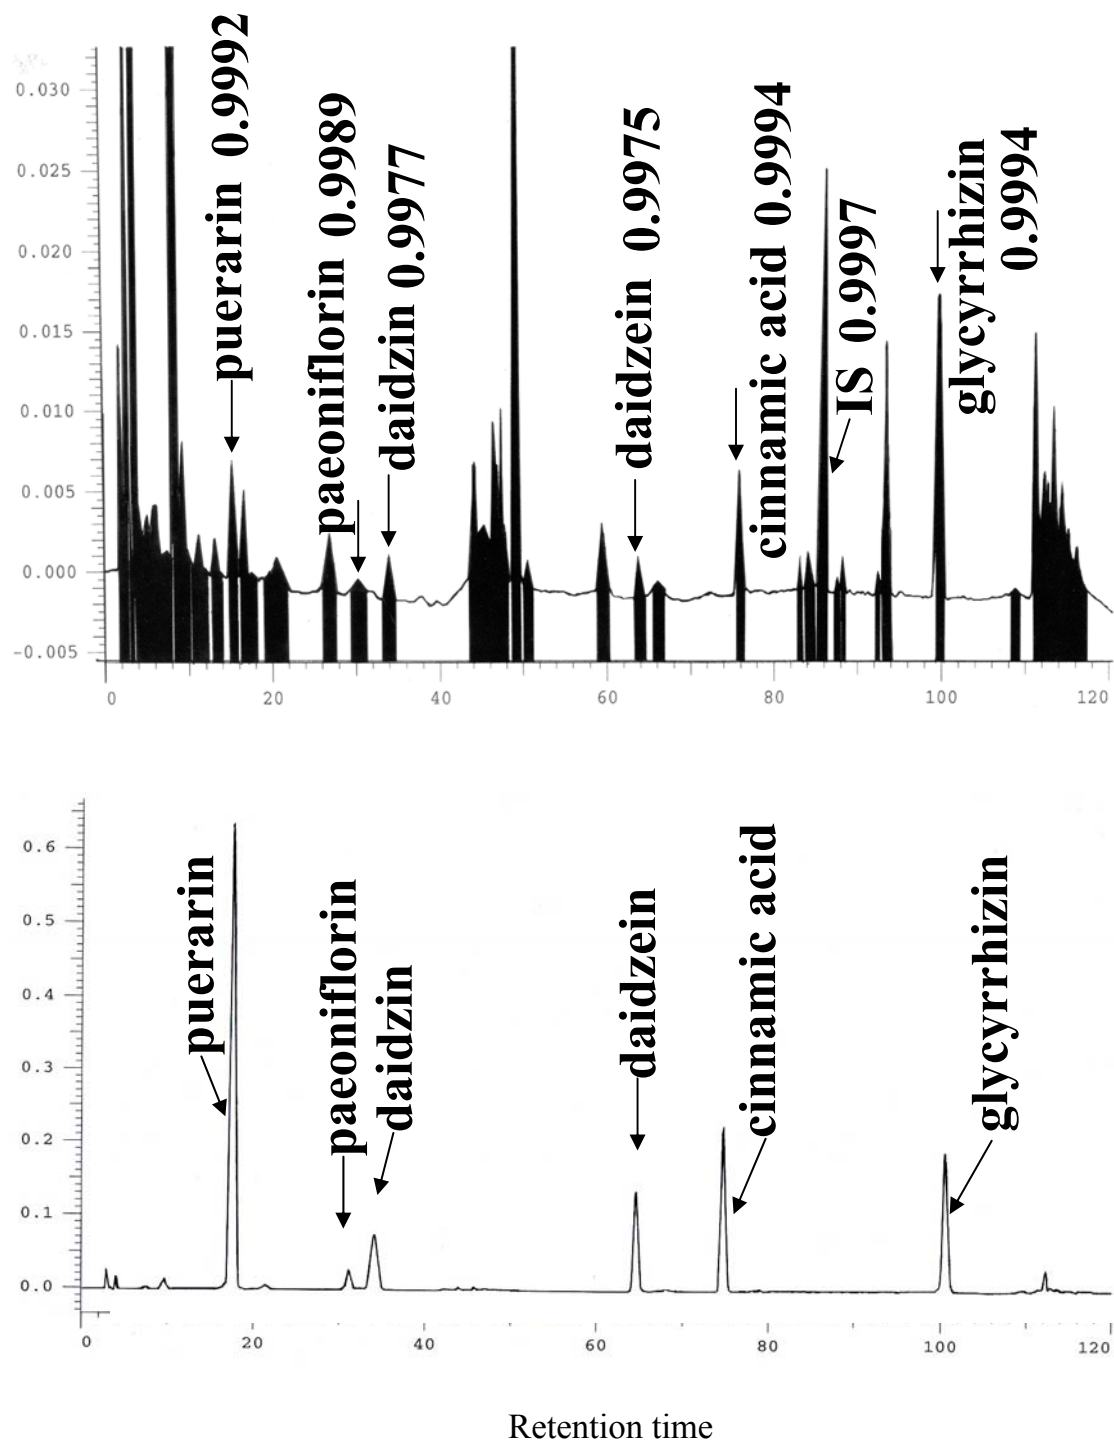 puerarin 0.9992
paeoniflorin 0.9989
daidzin 0.9977
daidzein 0.9975
cinnamic acid 0.9994
IS 0.9997
glycyrrhizin
0.9994
0.030
0.025
0.020
0.015
0.010
0.005
0.000
-0.005
0 20 40 60 80 100 120
puerarin
paeoniflorin
daidzin
daidzein
cinnamic acid
glycyrrhizin
0.6
0.5
0.4
0.3
0.2
0.1
0.0
0 20 40 60 80 100 120
Retention time